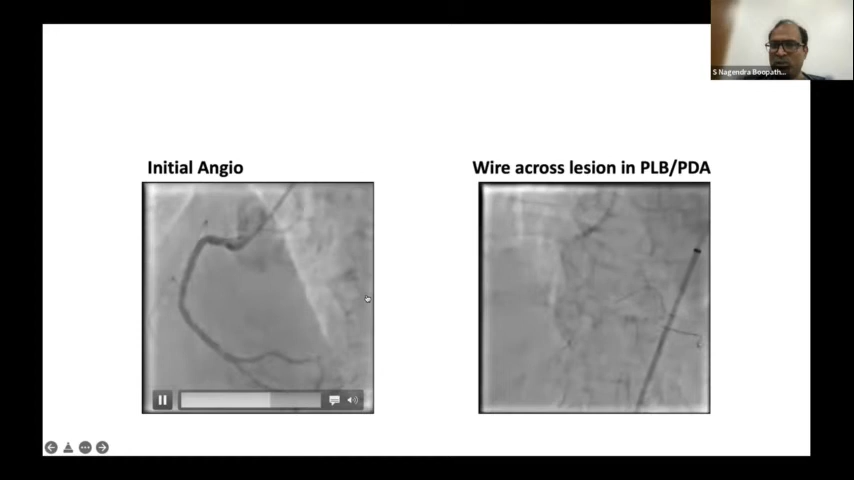 S Nagendra Boopath...
Initial Angio
Wire across lesion in PLB/PDA